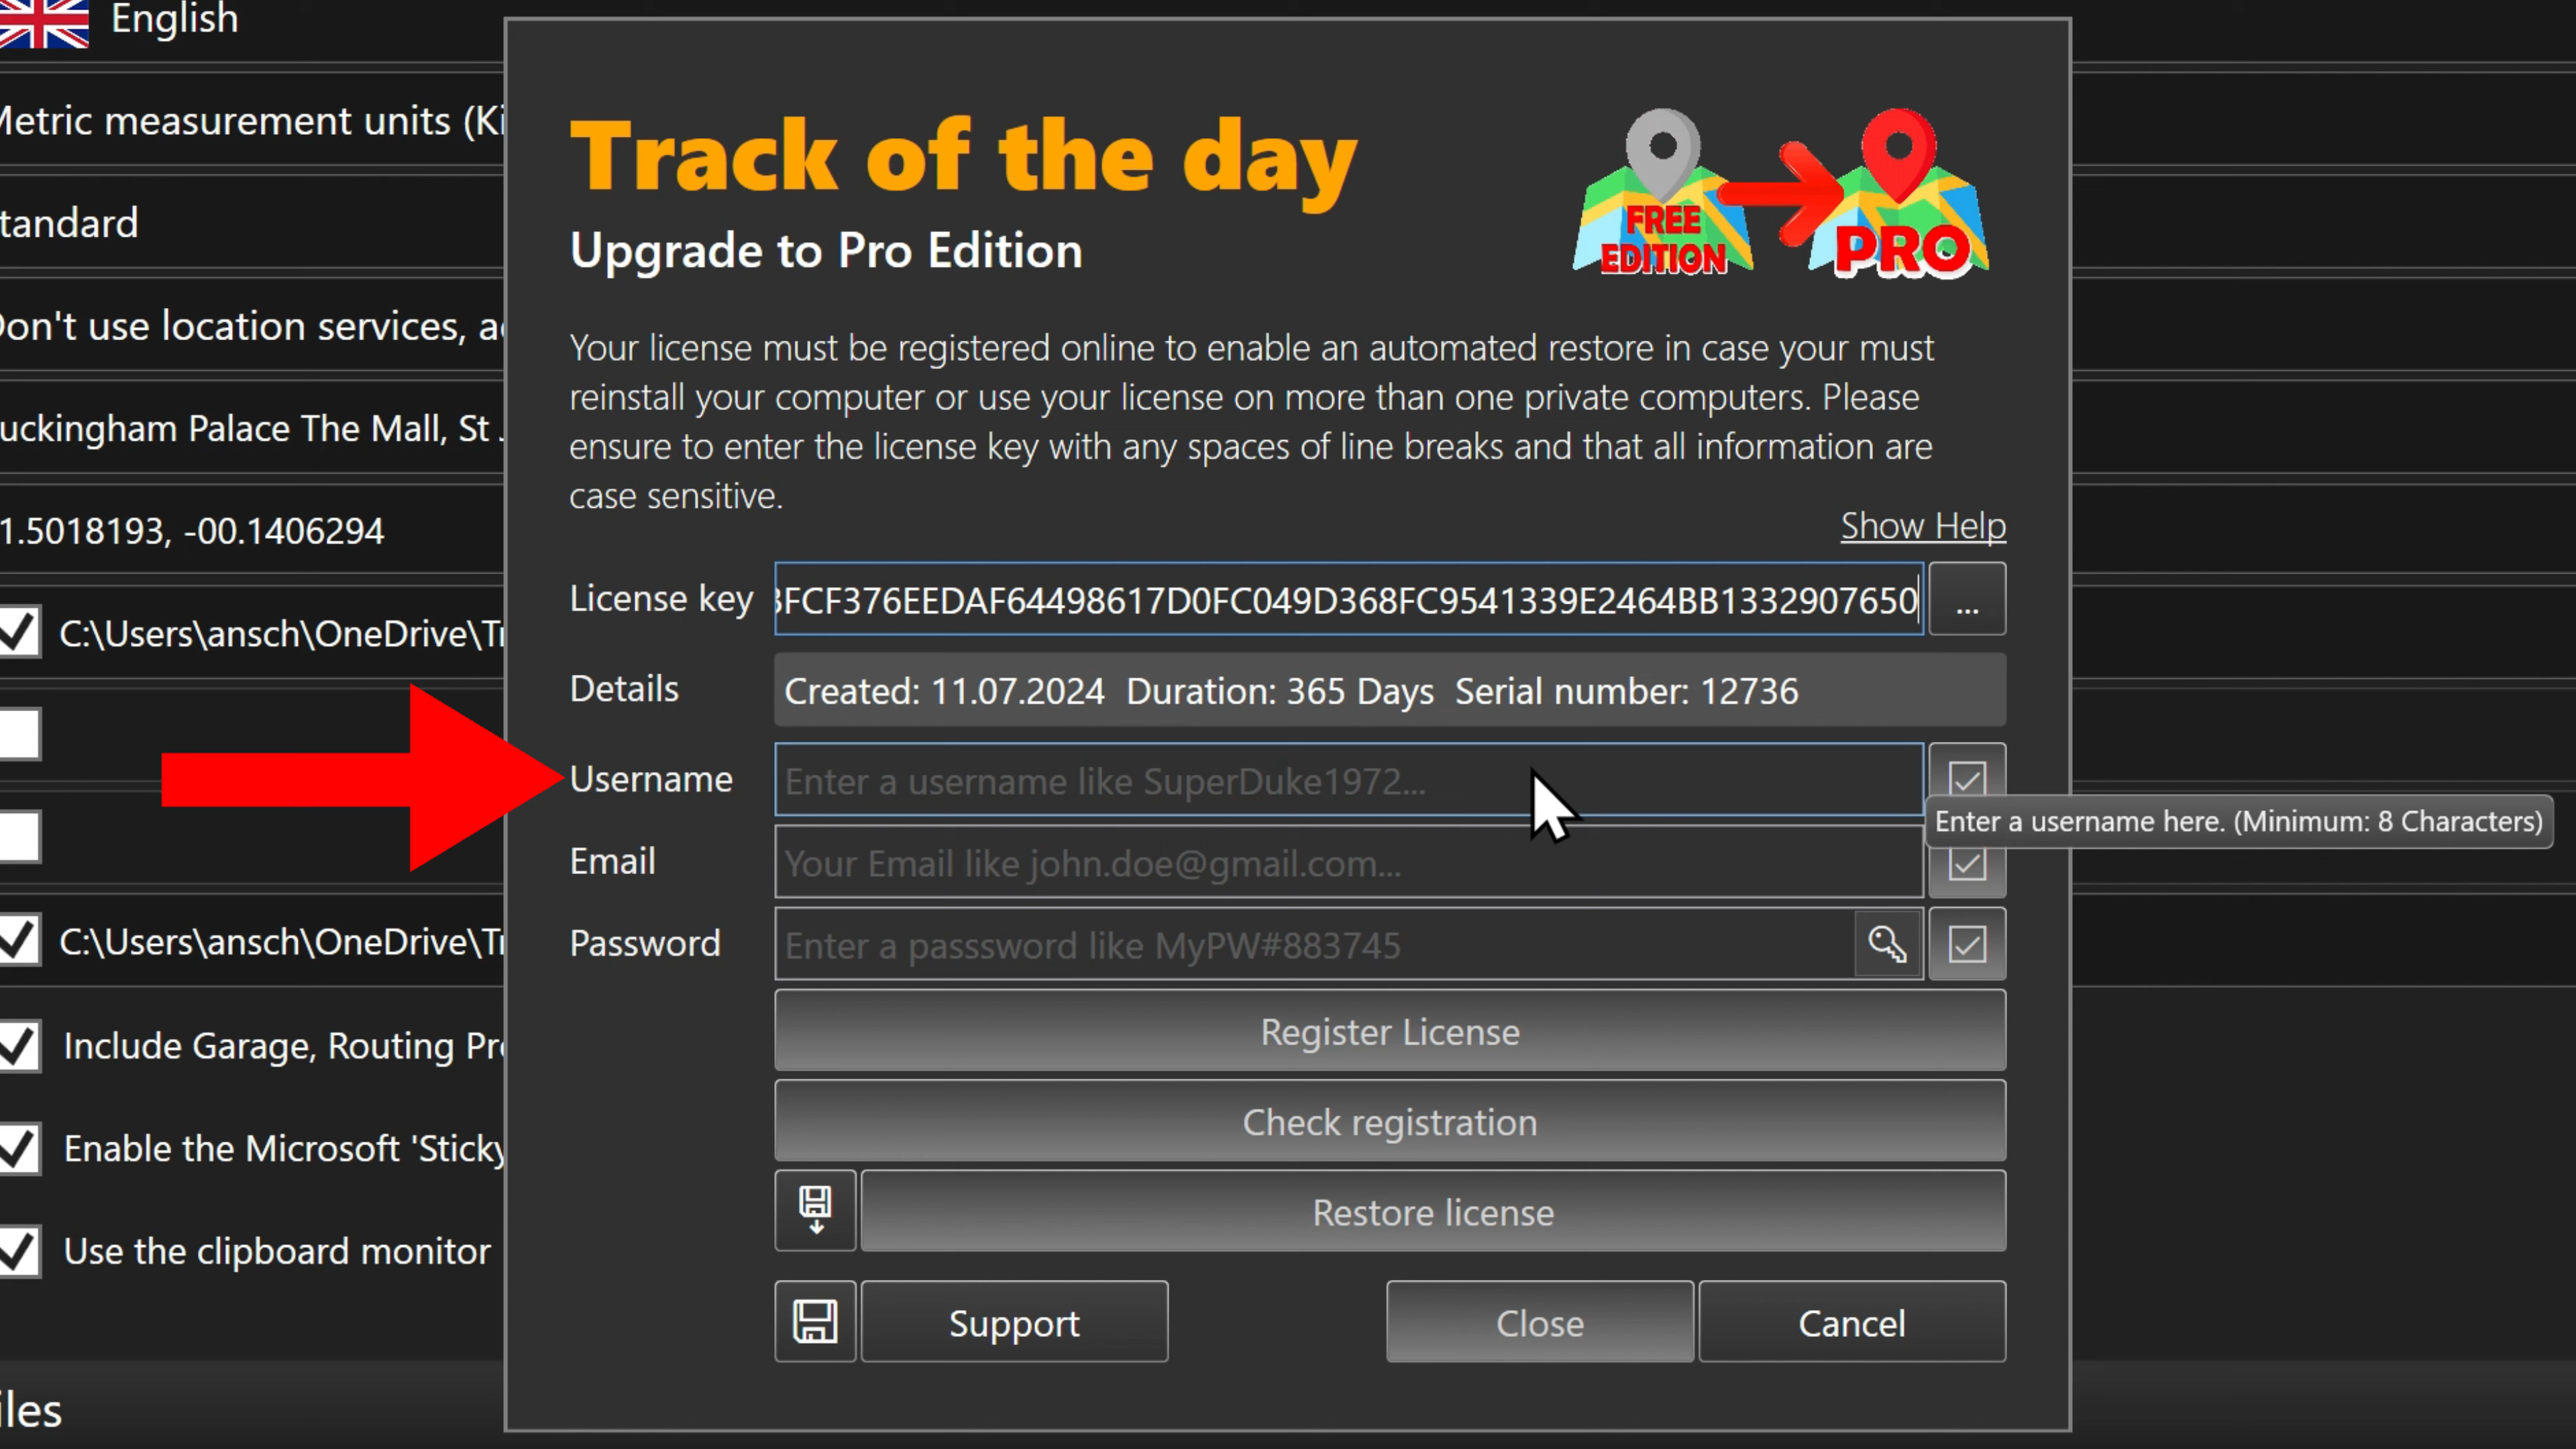 English
Metric measurement units (Ki
tandard
Don't use location services, a
uckingham Palace The Mall, St
1.5018193, -00.1406294
C:\Users\ansch\OneDrive\Tr
C:\Users\ansch\OneDrive\Tr
Include Garage, Routing Pr
Enable the Microsoft 'Sticky
Use the clipboard monitor
iles
Track of the day
Upgrade to Pro Edition
FREE
EDITION
PRO
Your license must be registered online to enable an automated restore in case your must
reinstall your computer or use your license on more than one private computers. Please
ensure to enter the license key with any spaces of line breaks and that all information are
case sensitive.
Show Help
License key
FCF376EEDAF64498617D0FC049D368FC9541339E2464BB1332907650
...
Details
Created: 11.07.2024 Duration: 365 Days Serial number: 12736
Username
Enter a username like SuperDuke1972...
Enter a username here. (Minimum: 8 Characters)
Email
Your Email like john.doe@gmail.com...
Password
Enter a passsword like MyPW#883745
Register License
Check registration
Restore license
Support
Close
Cancel